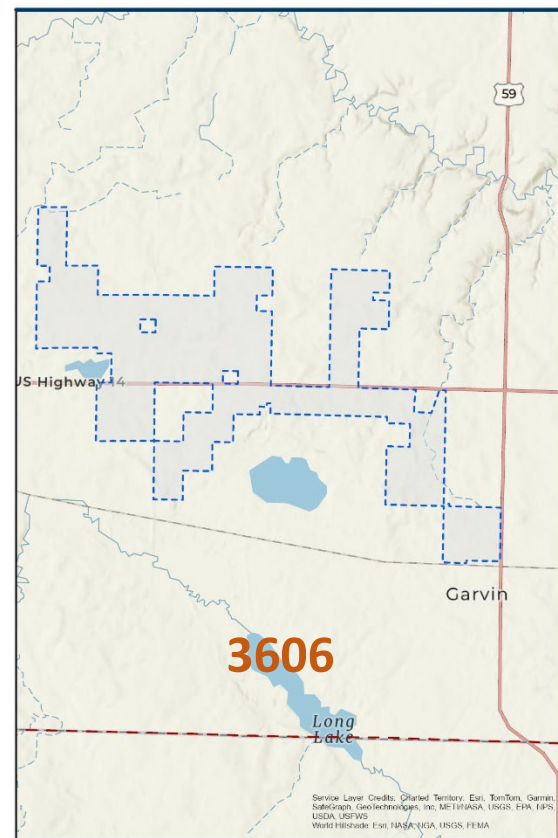 59
US Highway 14
Garvin
3606
Long
Lake
Service Layer Credits: Charted Territory: Esri, TomTom, Garmin,
SafeGraph, GeoTechnologies, Inc, METI/NASA, USGS, EPA, NPS,
USDA, USFWS
World Hillshade: Esri, NASA, NGA, USGS, FEMA